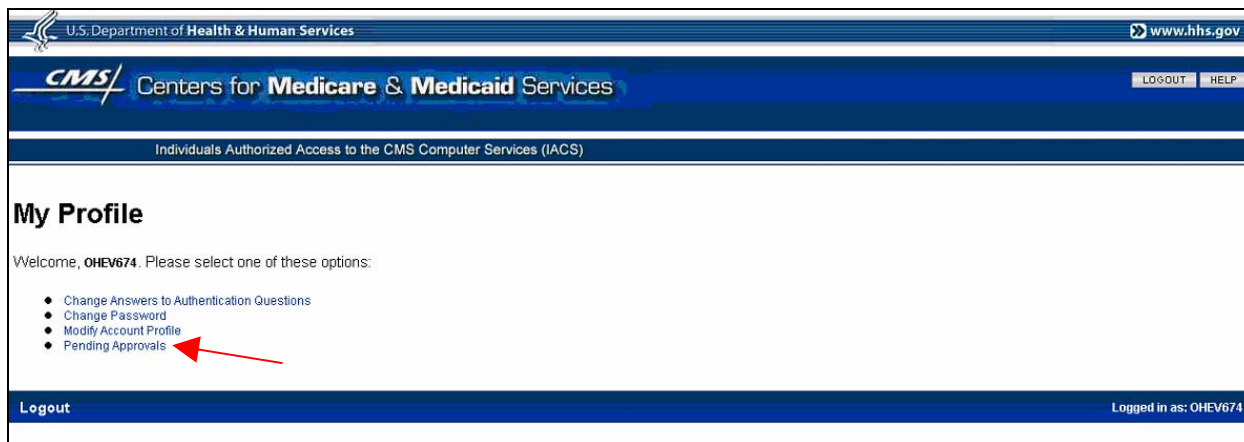 U.S. Department of Health & Human Services
www.hhs.gov
CMS/ Centers for Medicare & Medicaid Services
LOGOUT HELP
Individuals Authorized Access to the CMS Computer Services (IACS)
My Profile
Welcome, OHEV674. Please select one of these options:
Change Answers to Authentication Questions
Change Password
Modify Account Profile
Pending Approvals
Logout
Logged in as: OHEV674